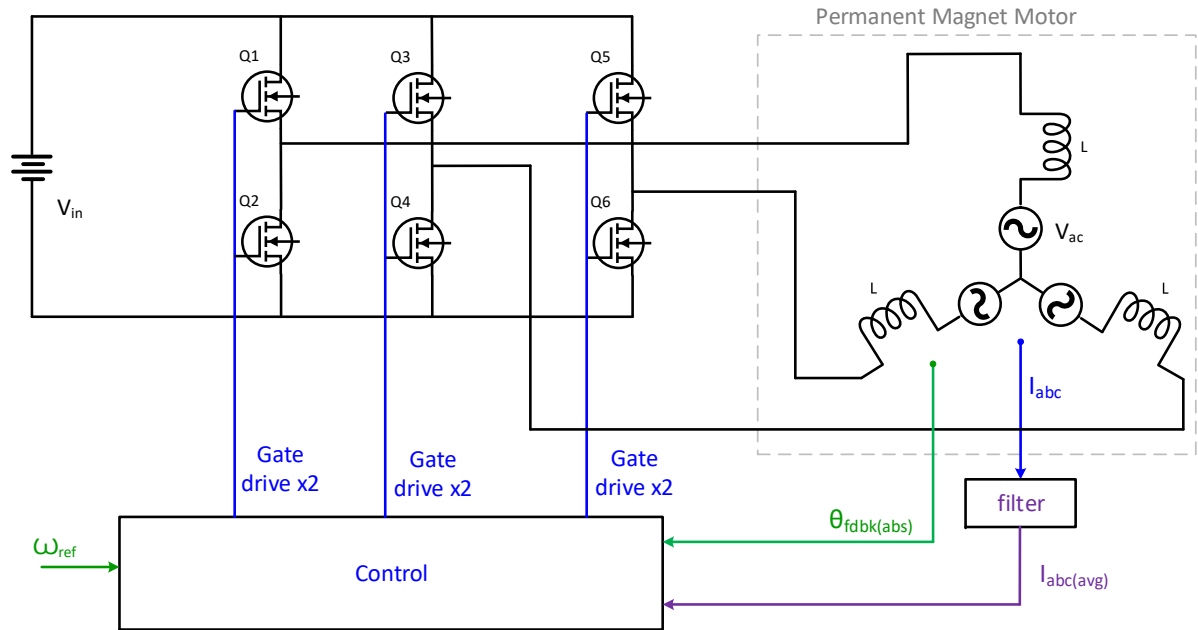 Permanent Magnet Motor
Q1
Q3
Q5
L
Vin
Q2
Q4
Q6
Vac
L
L
Iabc
Gate
drive x2
Gate
drive x2
Gate
drive x2
filter
θfdbk(abs)
ωref
Control
Iabc(avg)